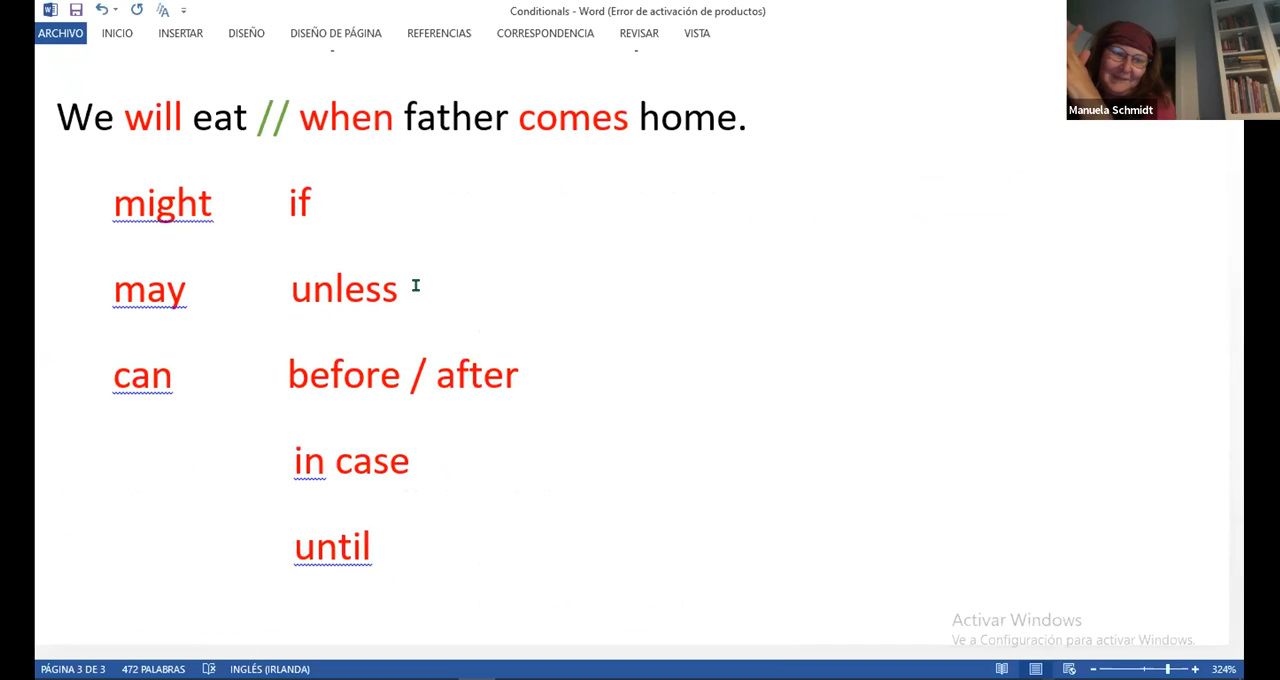 Conditionals - Word (Error de activación de productos)
ARCHIVO INICIO INSERTAR DISEÑO DISEÑO DE PÁGINA REFERENCIAS CORRESPONDENCIA REVISAR VISTA
Manuela Schmidt
We will eat // when father comes home.
might if
may unless
can before / after
in case
until
Activar Windows
Ve a Configuración para activar Windows.
PÁGINA 3 DE 3 472 PALABRAS INGLÉS (IRLANDA) 324%